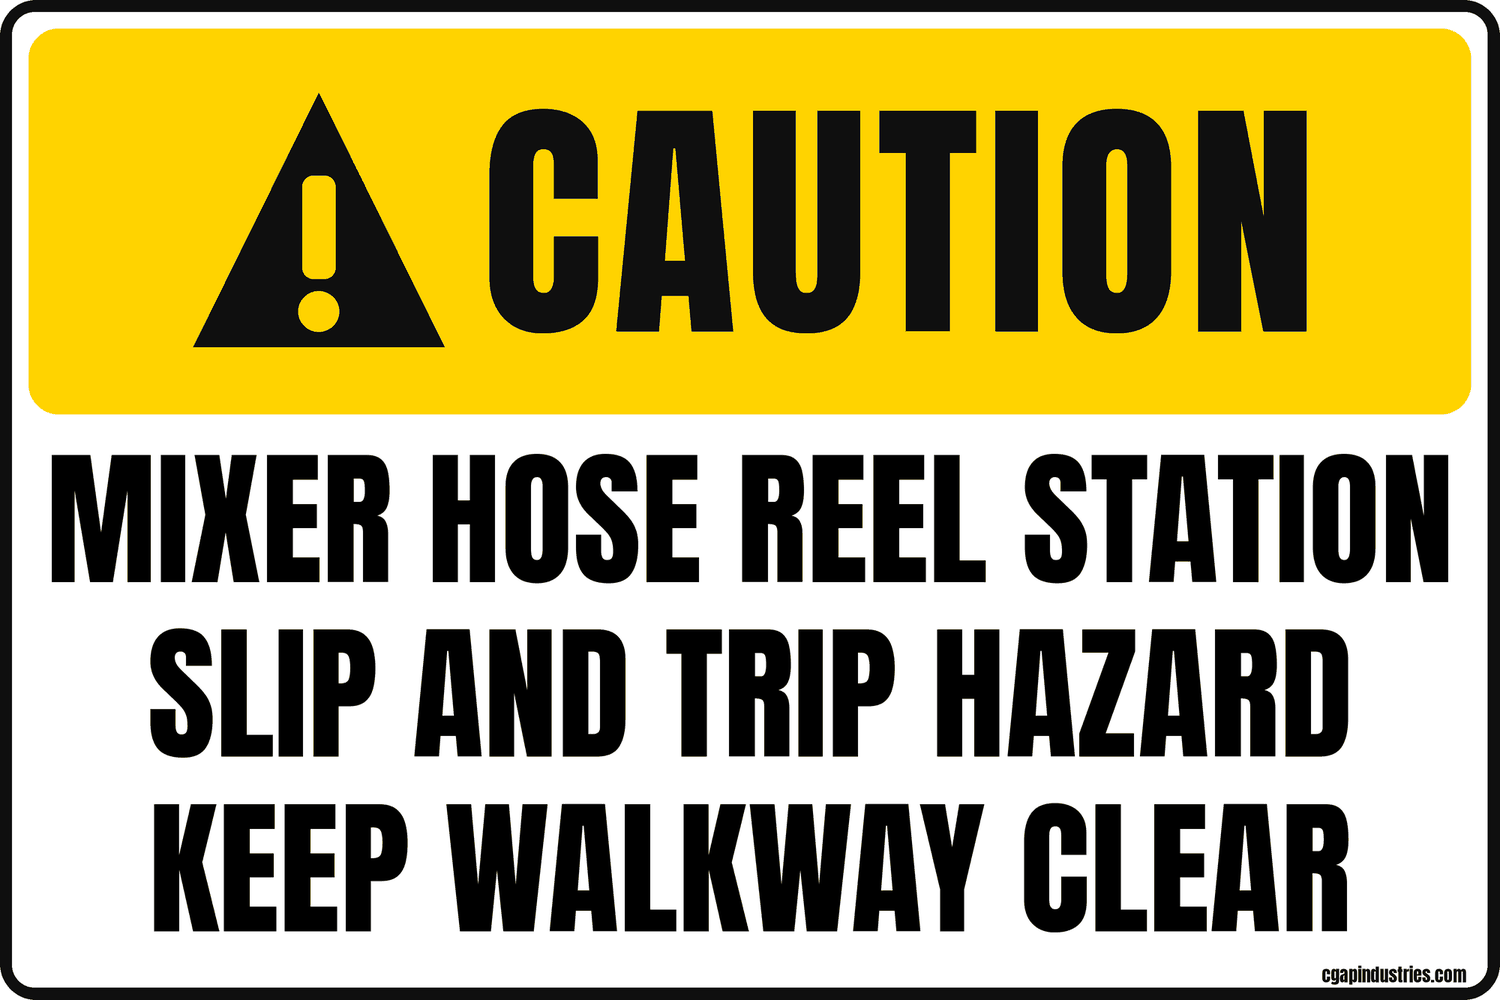 CAUTION
MIXER HOSE REEL STATION
SLIP AND TRIP HAZARD
KEEP WALKWAY CLEAR
cgapindustries.com